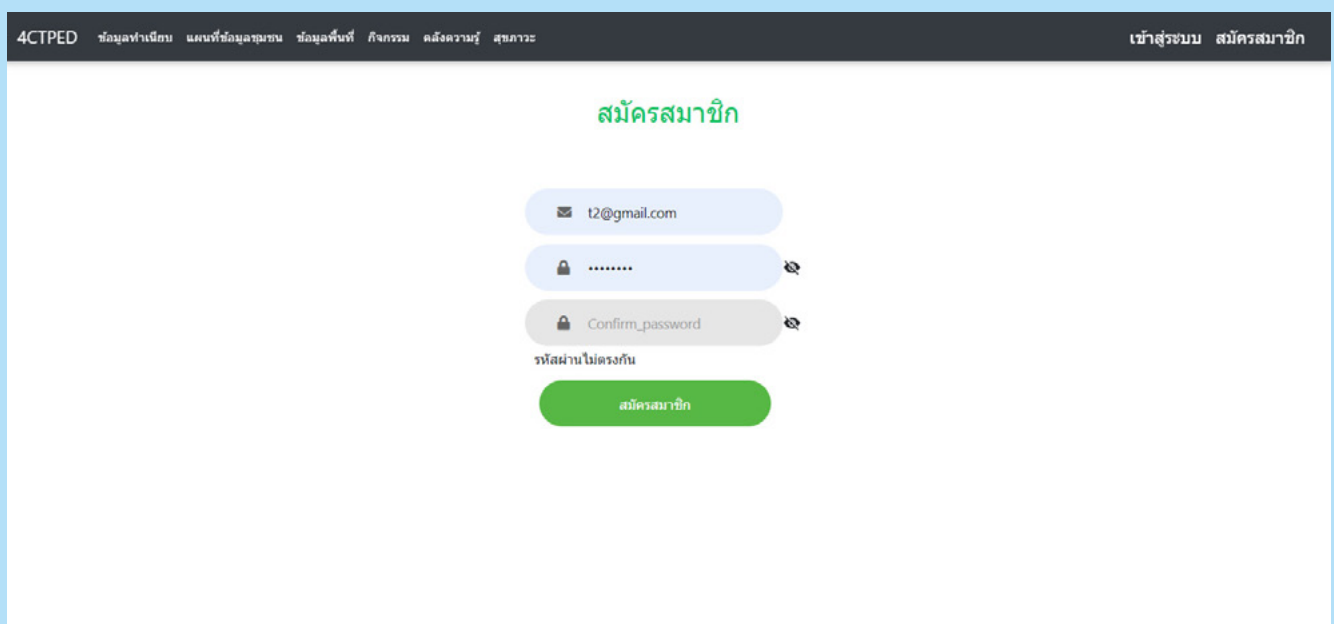 4CTPED ข้อมูลทำเนียบ แผนที่ข้อมูลชุมชน ข้อมูลพื้นที่ กิจกรรม คลังความรู้ สุขภาวะ เข้าสู่ระบบ สมัครสมาชิก
สมัครสมาชิก
t2@gmail.com
••••••••
Confirm_password
รหัสผ่านไม่ตรงกัน
สมัครสมาชิก